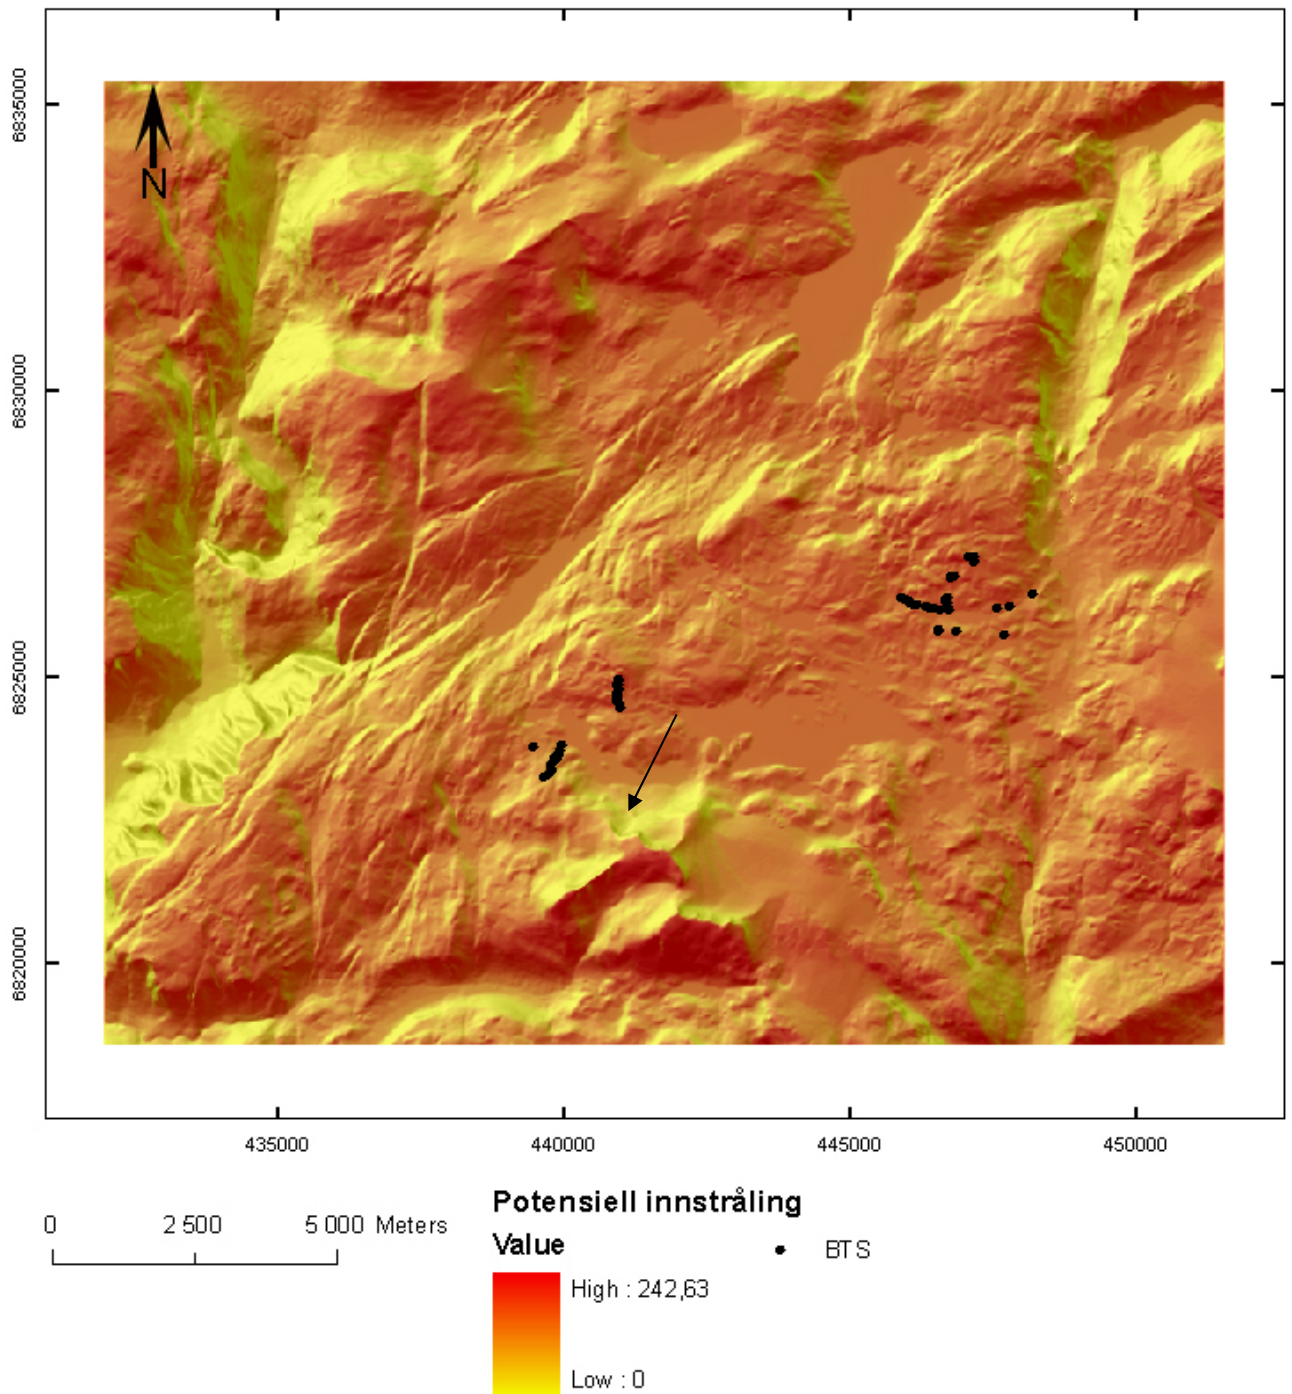 6835000
N
6830000
6825000
6820000
435000 440000 445000 450000
Potensiell innstråling
0 2 500 5 000 Meters
Value
BTS
High : 242,63
Low : 0